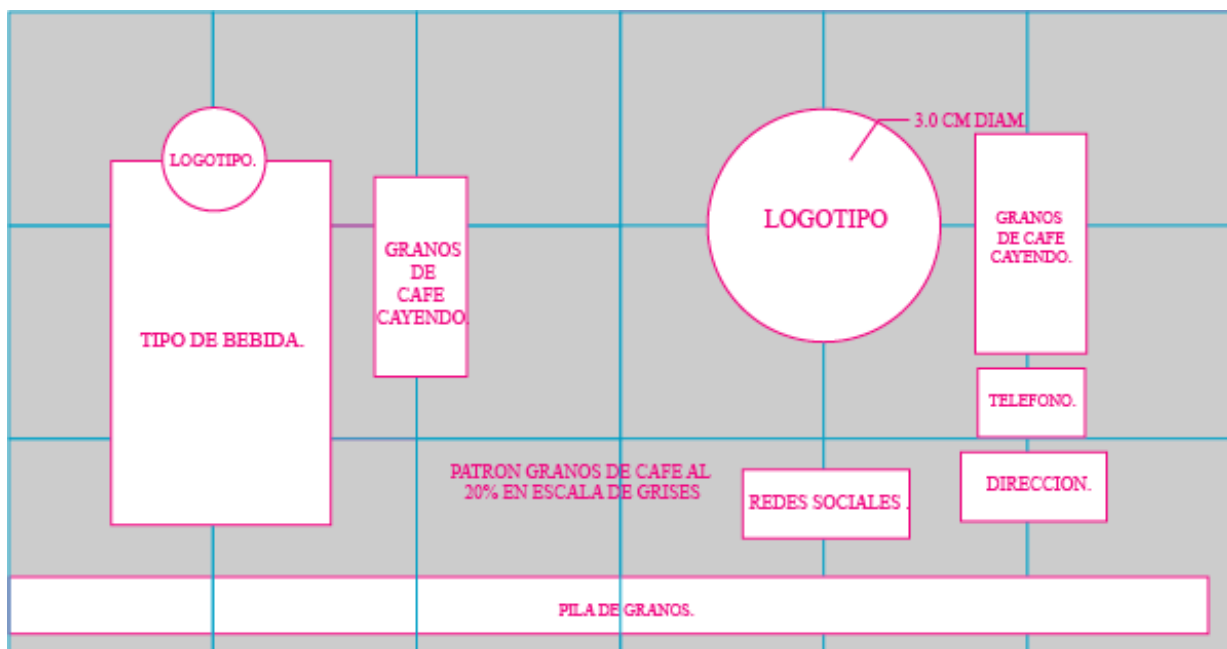 LOGOTIPO.
TIPO DE BEBIDA.
GRANOS
DE
CAFE
CAYENDO.
3.0 CM DIAM.
LOGOTIPO
GRANOS
DE CAFE
CAYENDO.
TELEFONO.
DIRECCION.
PATRON GRANOS DE CAFE AL
20% EN ESCALA DE GRISES
REDES SOCIALES .
PILA DE GRANOS.